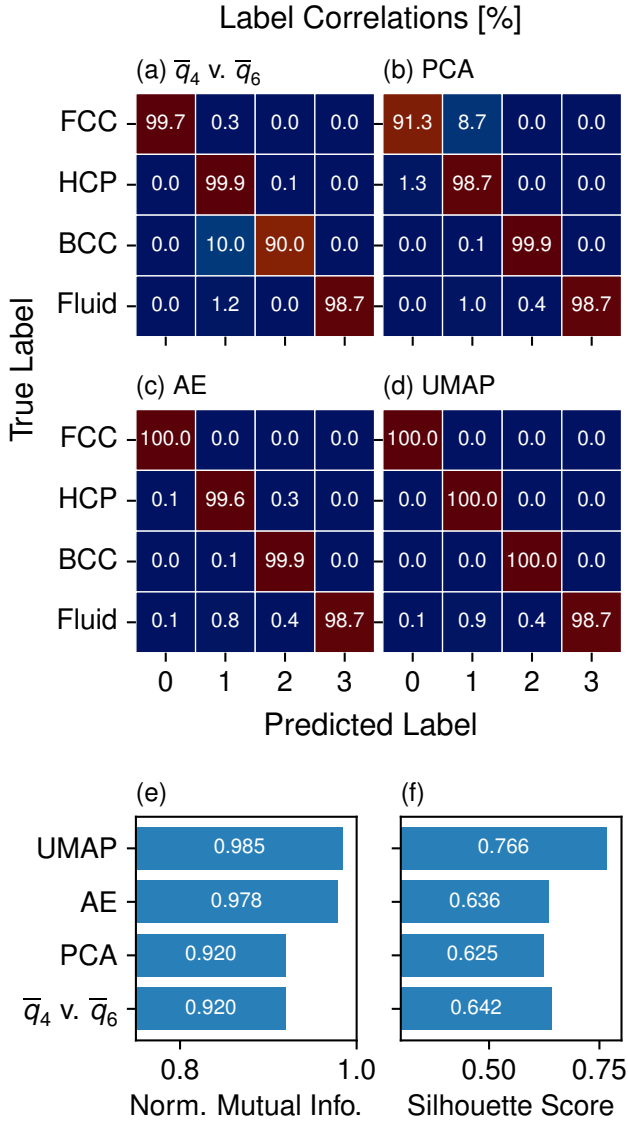 Label Correlations [%]
(a) q̅4 v. q̅6
(b) PCA
FCC 99.7 0.3 0.0 0.0 91.3 8.7 0.0 0.0
HCP 0.0 99.9 0.1 0.0 1.3 98.7 0.0 0.0
BCC 0.0 10.0 90.0 0.0 0.0 0.1 99.9 0.0
Fluid 0.0 1.2 0.0 98.7 0.0 1.0 0.4 98.7
True Label
(c) AE
(d) UMAP
FCC 100.0 0.0 0.0 0.0 100.0 0.0 0.0 0.0
HCP 0.1 99.6 0.3 0.0 0.0 100.0 0.0 0.0
BCC 0.0 0.1 99.9 0.0 0.0 0.0 100.0 0.0
Fluid 0.1 0.8 0.4 98.7 0.1 0.9 0.4 98.7
0 1 2 3 0 1 2 3
Predicted Label
(e)
(f)
UMAP 0.985 0.766
AE 0.978 0.636
PCA 0.920 0.625
q̅4 v. q̅6 0.920 0.642
0.8 1.0 0.50 0.75
Norm. Mutual Info.
Silhouette Score